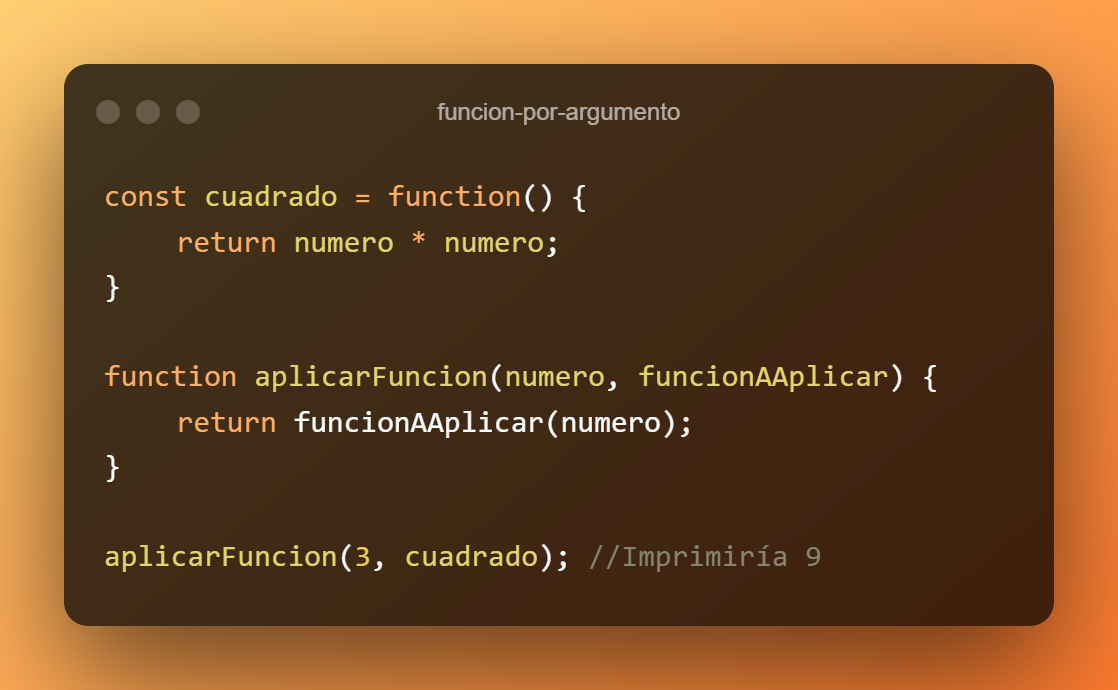 funcion-por-argumento
const cuadrado = function() {
return numero * numero;
}
function aplicarFuncion(numero, funcionAAplicar) {
return funcionAAplicar(numero);
}
aplicarFuncion(3, cuadrado); //Imprimiría 9